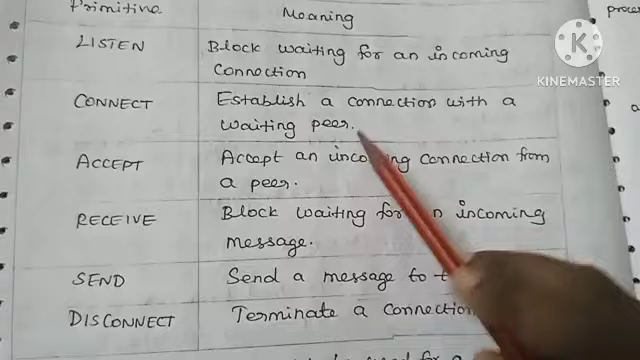 Primitive
Meaning
LISTEN
Block waiting for an incoming
connection
CONNECT
Establish a connection with a
waiting peer.
ACCEPT
Accept an incoming connection from
a peer.
RECEIVE
Block waiting for an incoming
message.
SEND
Send a message to
DISCONNECT
Terminate a connection
K
KINEMASTER